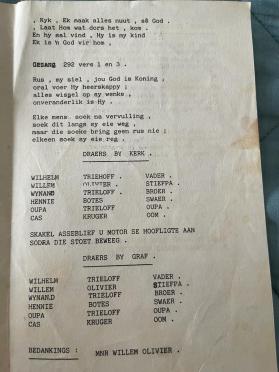 , Kyk , Ek maak alles nuut , sê God .
, Laat Hom wat dors het , kom .
En hy mal vind , Hy is my kind
Ek is 'n God vir hom ,
GESANG 292 vers 1 en 3 .
Rus , my siel , jou God is Koning ,
oral voer Hy heerskappy ;
alles wissel op sy wenke ,
onveranderlik is Hy .
Elke mens soek na vervulling ,
soek dit langs sy eie weg ,
maar die soeke bring geen rus nie ;
elkeen soek sy eie reg .
DRAERS BY KERK .
WILHELM TRIEHOFF . VADER .
WILLEM OLIVIER . STIEFPA .
WYNAND TRIELOFF . BROER .
HENNIE BOTES SWAER .
OUPA TRIELOFF OUPA .
CAS KRUGER OOM .
SKAKEL ASSEBLIEF U MOTOR SE HOOFLIGTE AAN
SODRA DIE STOET BEWEEG .
DRAERS BY GRAF .
WILHELM TRIELOFF VADER .
WILLEM OLIVIER STIEFPA .
WYNAND TRIELOFF BROER .
HENNIE BOTES SWAER .
OUPA TRIELOFF OUPA .
CAS KRUGER OOM .
BEDANKINGS : MNR WILLEM OLIVIER .